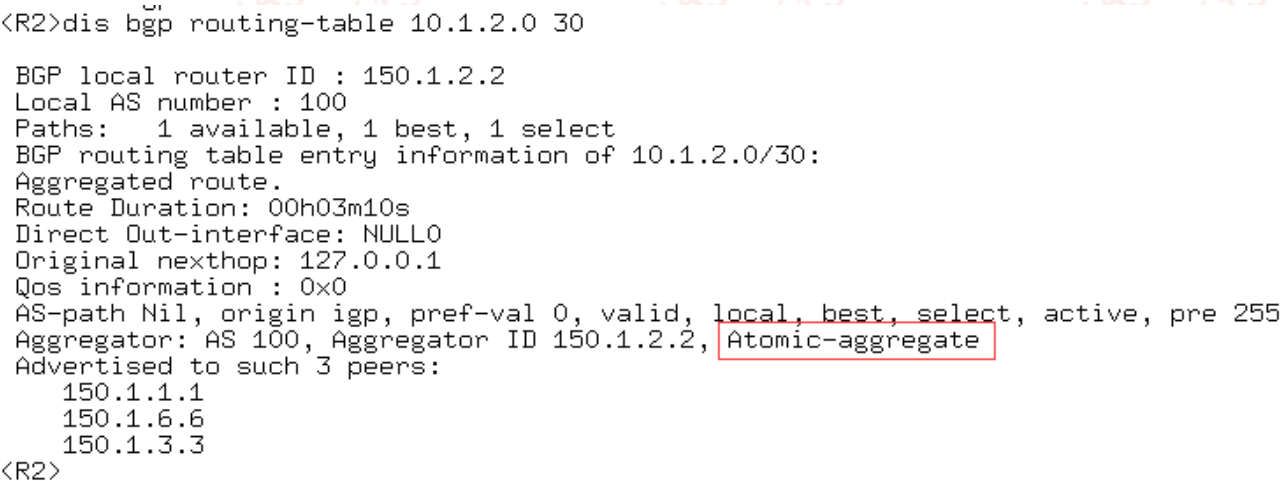 <R2>dis bgp routing-table 10.1.2.0 30
BGP local router ID : 150.1.2.2
Local AS number : 100
Paths:   1 available, 1 best, 1 select
BGP routing table entry information of 10.1.2.0/30:
Aggregated route.
Route Duration: 00h03m10s
Direct Out-interface: NULL0
Original nexthop: 127.0.0.1
Qos information : 0x0
AS-path Nil, origin igp, pref-val 0, valid, local, best, select, active, pre 255
Aggregator: AS 100, Aggregator ID 150.1.2.2, Atomic-aggregate
Advertised to such 3 peers:
150.1.1.1
150.1.6.6
150.1.3.3
<R2>